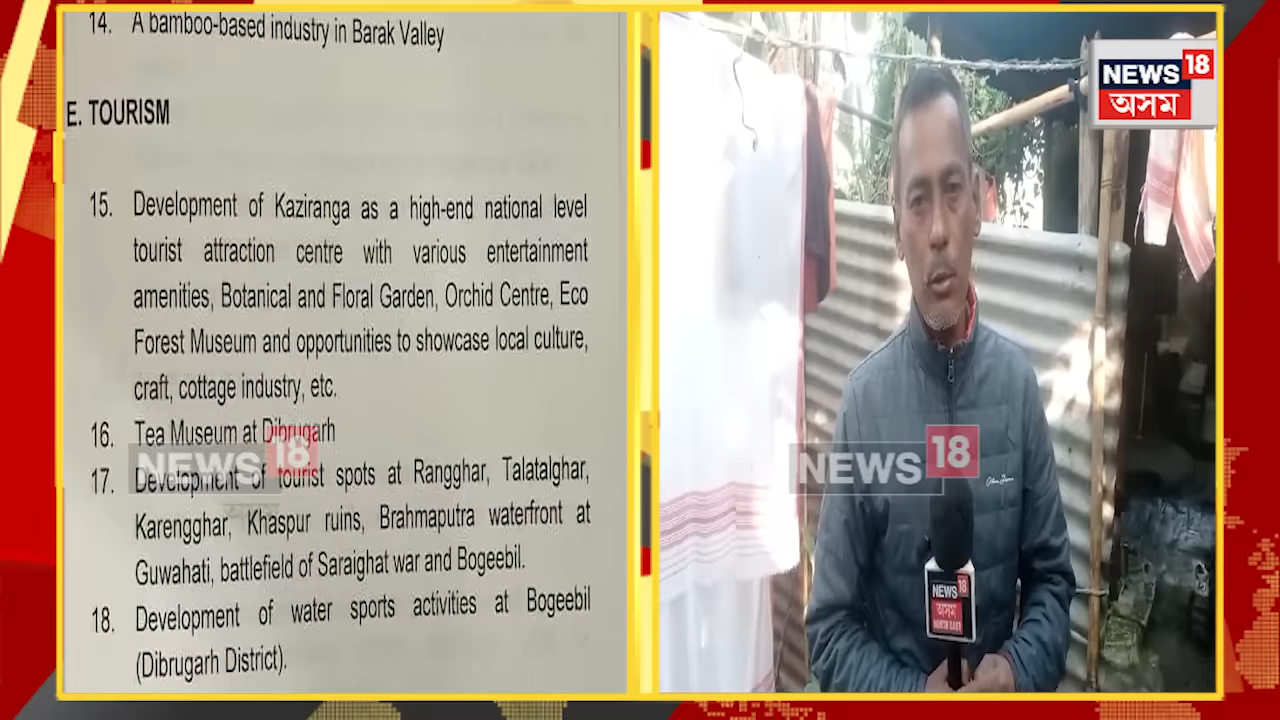 14. A bamboo-based industry in Barak Valley
E. TOURISM
15. Development of Kaziranga as a high-end national level
tourist attraction centre with various entertainment
amenities, Botanical and Floral Garden, Orchid Centre, Eco
Forest Museum and opportunities to showcase local culture,
craft, cottage industry, etc.
16. Tea Museum at Dibrugarh
17. Development of tourist spots at Rangghar, Talatalghar,
Karengghar, Khaspur ruins, Brahmaputra waterfront at
Guwahati, battlefield of Saraighat war and Bogeebil.
18. Development of water sports activities at Bogeebil
(Dibrugarh District).
NEWS 18
NEWS 18
অসম
NEWS 18
NEWS 18
অসম
NORTH EAST